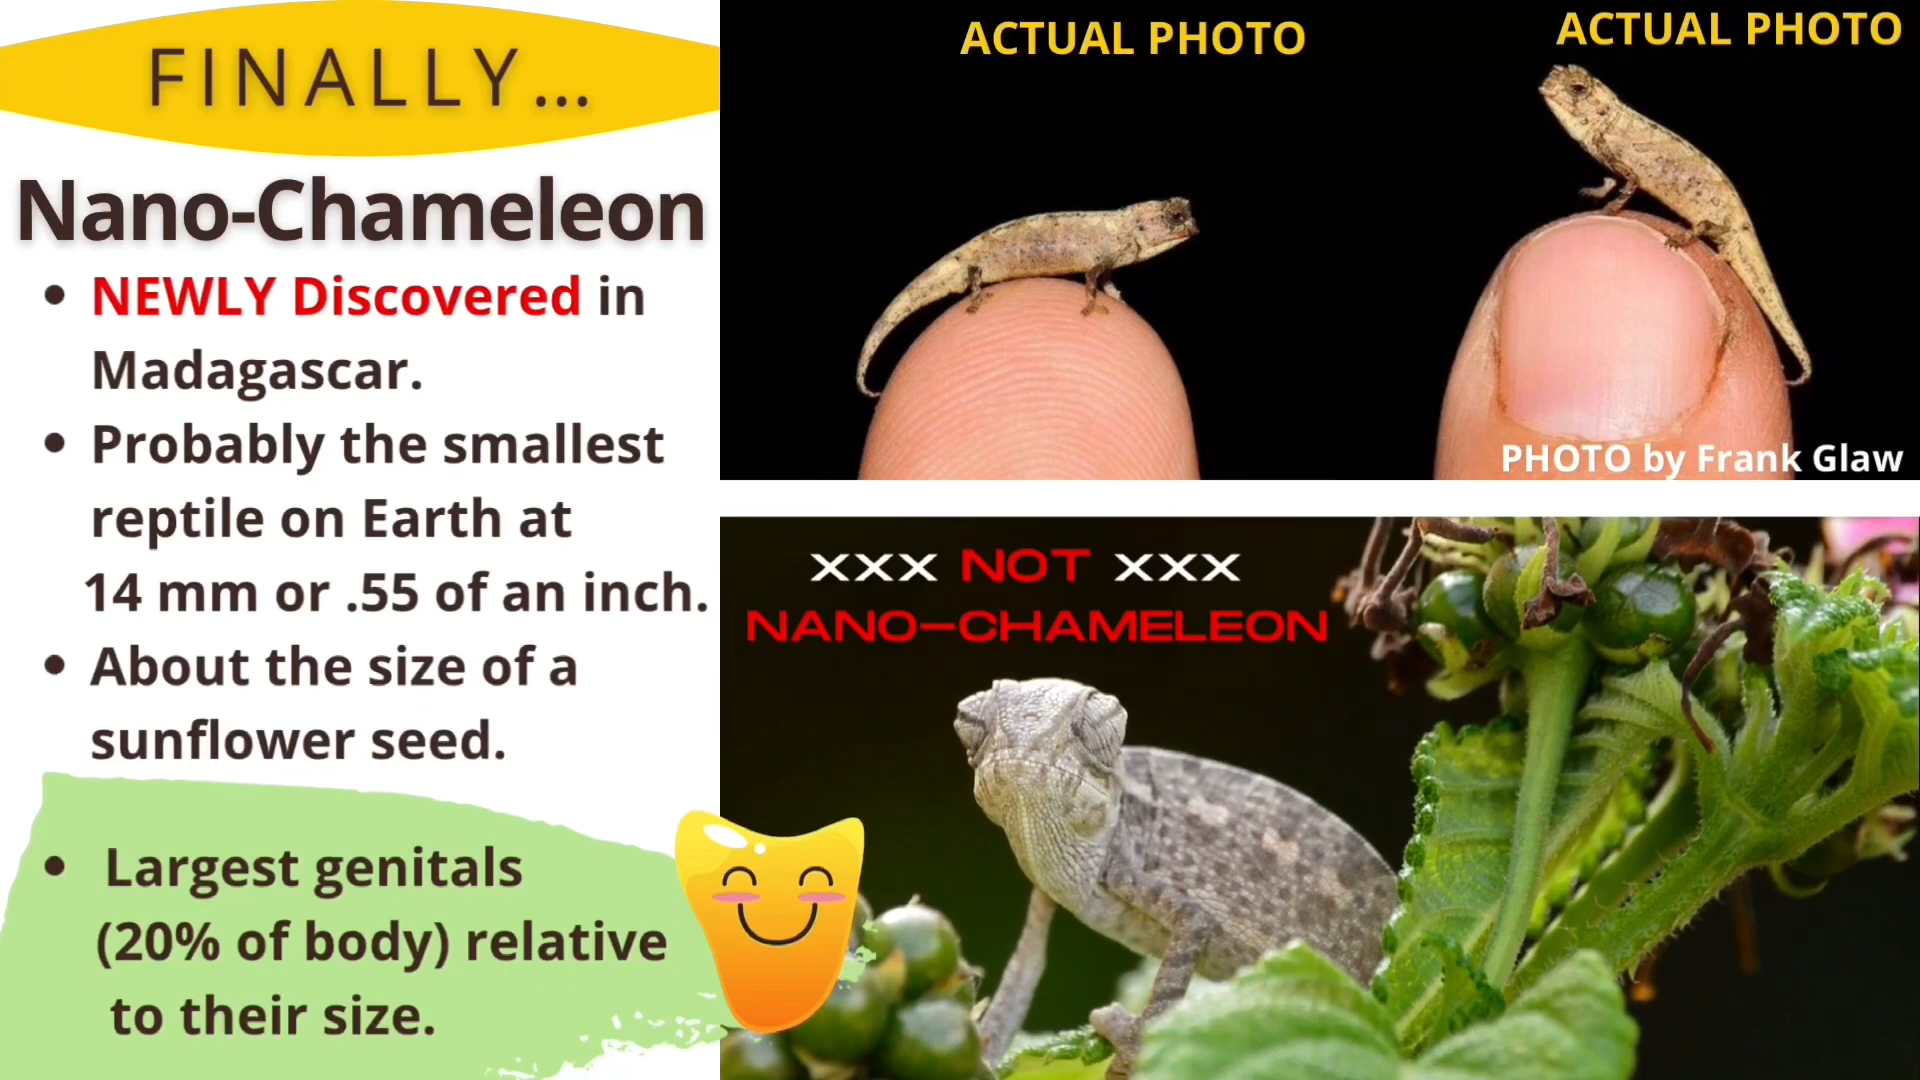 FINALLY...
Nano-Chameleon
• NEWLY Discovered in
Madagascar.
• Probably the smallest
reptile on Earth at
14 mm or .55 of an inch.
• About the size of a
sunflower seed.
• Largest genitals
(20% of body) relative
to their size.
ACTUAL PHOTO
ACTUAL PHOTO
PHOTO by Frank Glaw
XXX NOT XXX
NANO-CHAMELEON